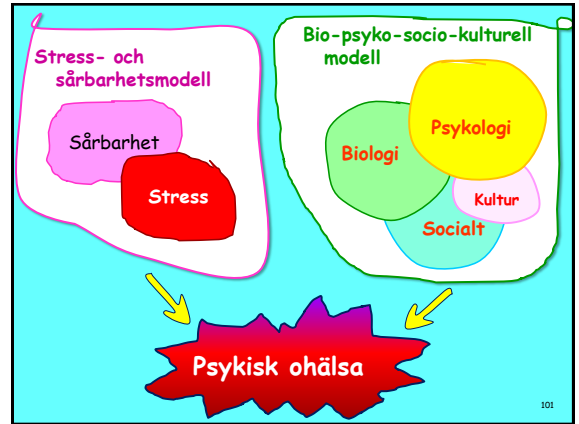 Stress- och
sårbarhetsmodell
Sårbarhet
Stress
Bio-psyko-socio-kulturell
modell
Psykologi
Biologi
Kultur
Socialt
Psykisk ohälsa
101